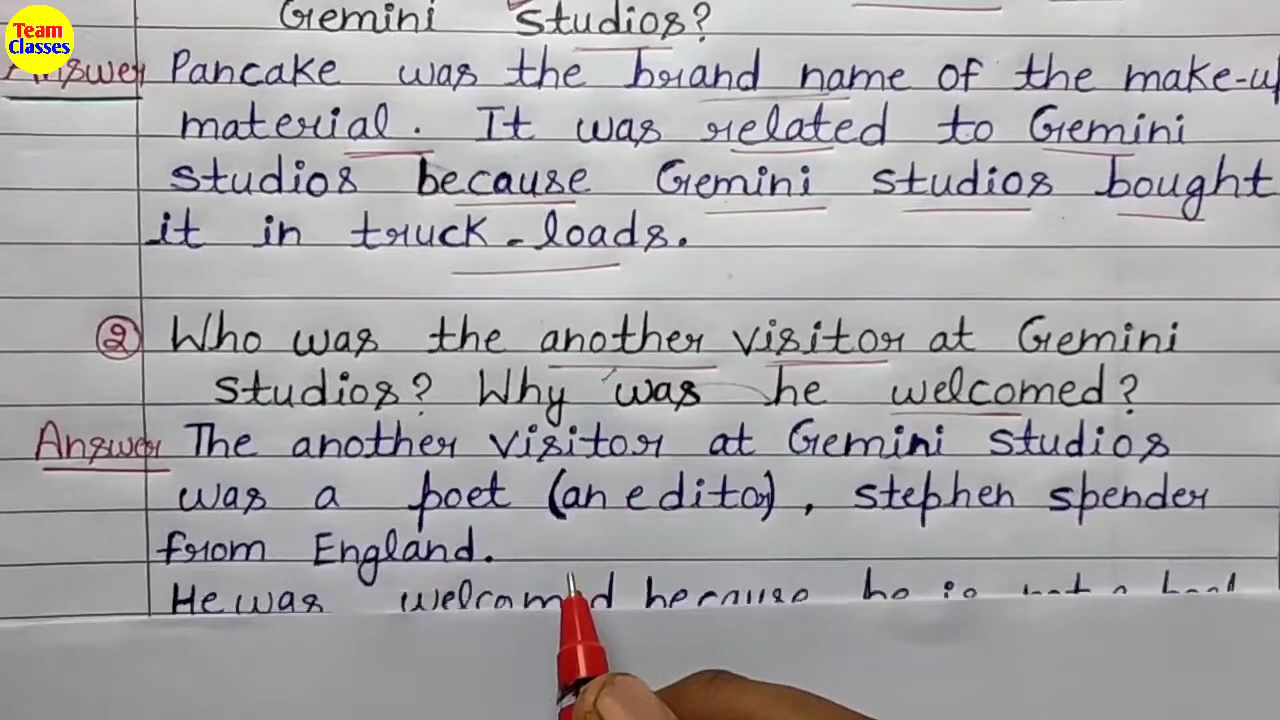 Team
Classes
Gemini Studios?
Answer Pancake was the brand name of the make-up
material. It was related to Gemini
studios because Gemini studios bought
it in truck-loads.
② Who was the another visitor at Gemini
studios? Why was he welcomed?
Answer The another visitor at Gemini studios
was a poet (an editor), stephen spender
from England.
He was welcomed because he is not a